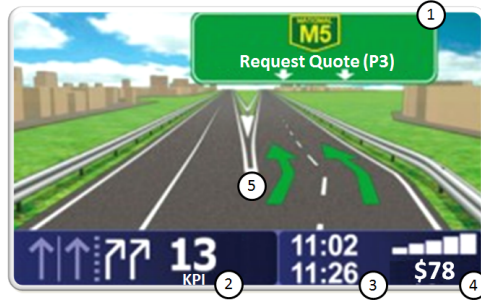 1
NATIONAL
M5
Request Quote (P3)
5
13
KPI
2
11:02
11:26
3
$78
4